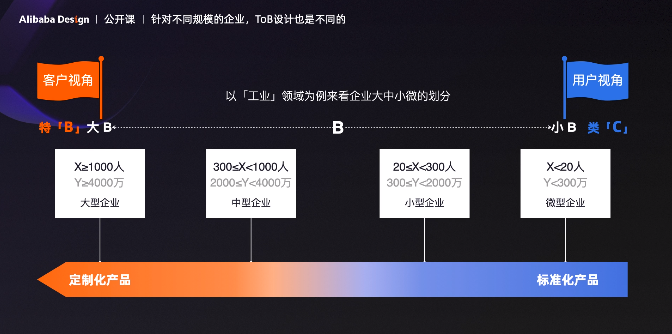 Alibaba Design | 公开课 | 针对不同规模的企业，ToB设计也是不同的
客户视角
用户视角
以「工业」领域为例来看企业大中小微的划分
特「B」大 B
B
小 B 类「C」
X≥1000人
Y≥4000万
大型企业
300≤X<1000人
2000≤Y<4000万
中型企业
20≤X<300人
300≤Y<2000万
小型企业
X<20人
Y<300万
微型企业
定制化产品
标准化产品